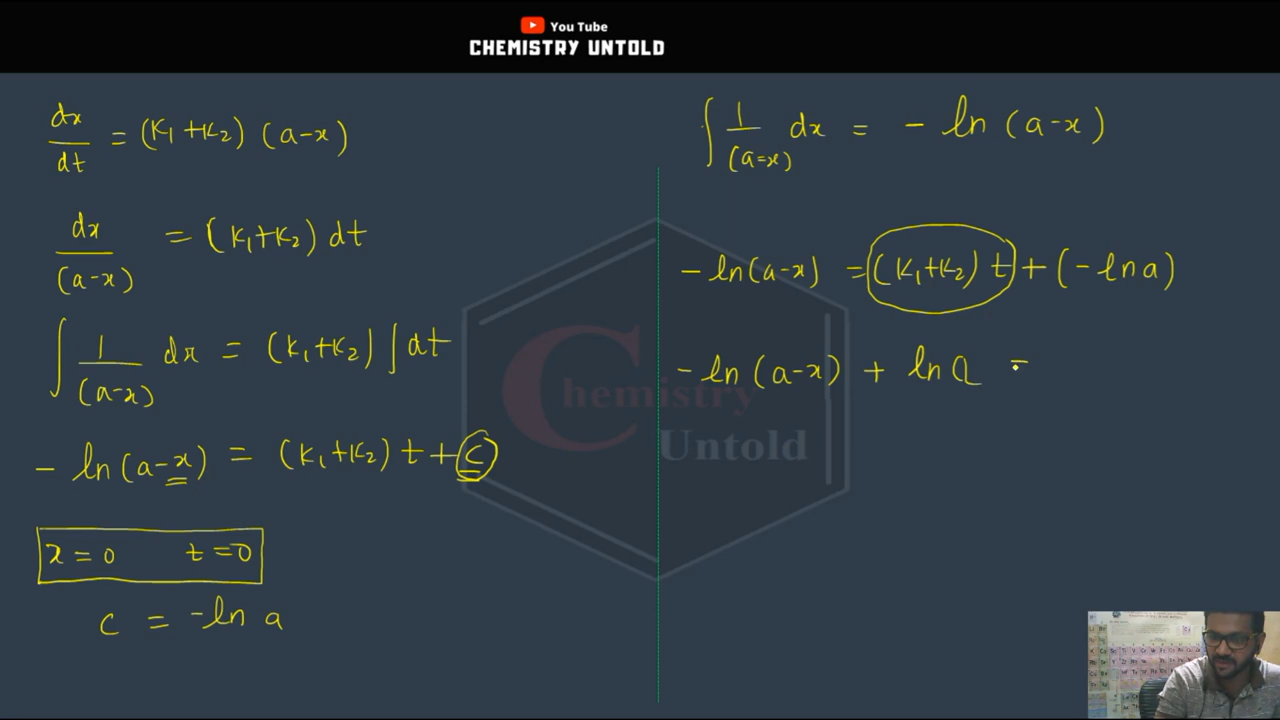 You Tube
CHEMISTRY UNTOLD
dx/dt = (K₁+K₂) (a-x)
dx/(a-x) = (K₁+K₂) dt
∫ 1/(a-x) dx = (K₁+K₂) ∫ dt
- ln (a-x) = (K₁+K₂) t + c
x = 0 t = 0
c = -ln a
∫ 1/(a-x) dx = - ln (a-x)
- ln (a-x) = (K₁+K₂) t + (-ln a)
- ln (a-x) + ln a =
Chemistry
Untold